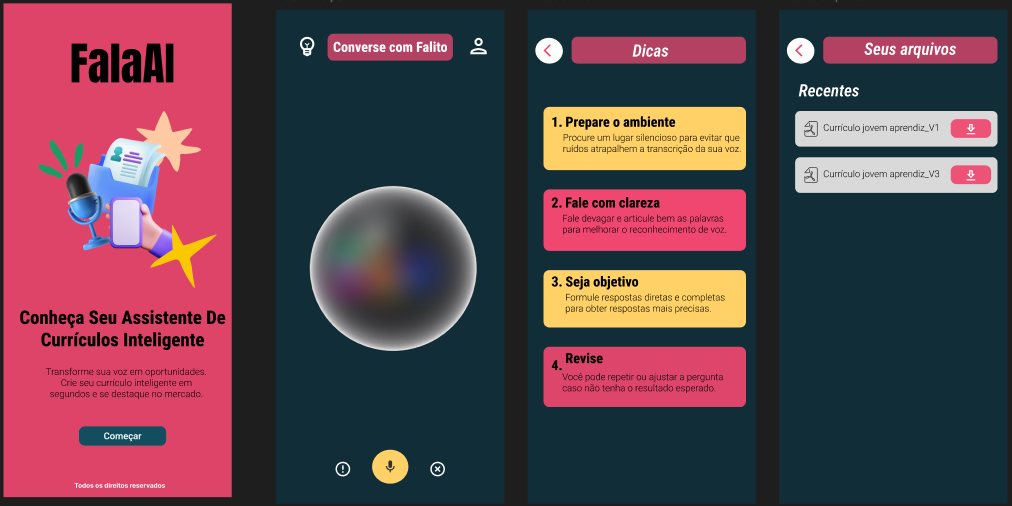 FalaAI
Conheça Seu Assistente De
Currículos Inteligente
Transforme sua voz em oportunidades.
Crie seu currículo inteligente em
segundos e se destaque no mercado.
Começar
Todos os direitos reservados
Converse com Falito
Dicas
1. Prepare o ambiente
Procure um lugar silencioso para evitar que
ruídos atrapalhem a transcrição da sua voz.
2. Fale com clareza
Fale devagar e articule bem as palavras
para melhorar o reconhecimento de voz.
3. Seja objetivo
Formule respostas diretas e completas
para obter respostas mais precisas.
4. Revise
Você pode repetir ou ajustar a pergunta
caso não tenha o resultado esperado.
Seus arquivos
Recentes
Currículo jovem aprendiz_V1
Currículo jovem aprendiz_V3